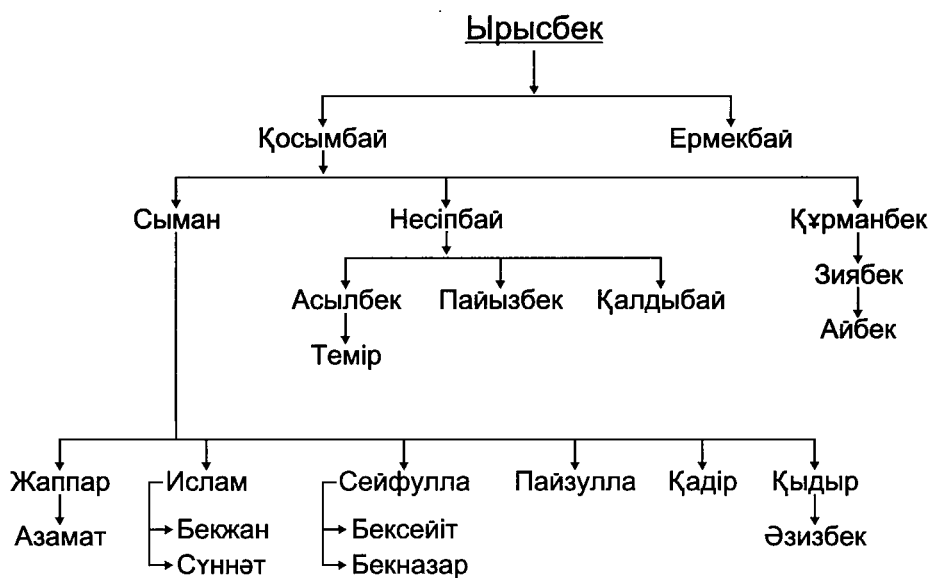 Ырысбек
Қосымбай Ермекбай
Сыман Несіпбай Құрманбек
Зиябек
Асылбек Пайызбек Қалдыбай
Айбек
Темір
Жаппар Ислам Сейфулла Пайзулла Қадір Қыдыр
Азамат Бекжан Бексейіт Әзизбек
Сүннәт Бекназар